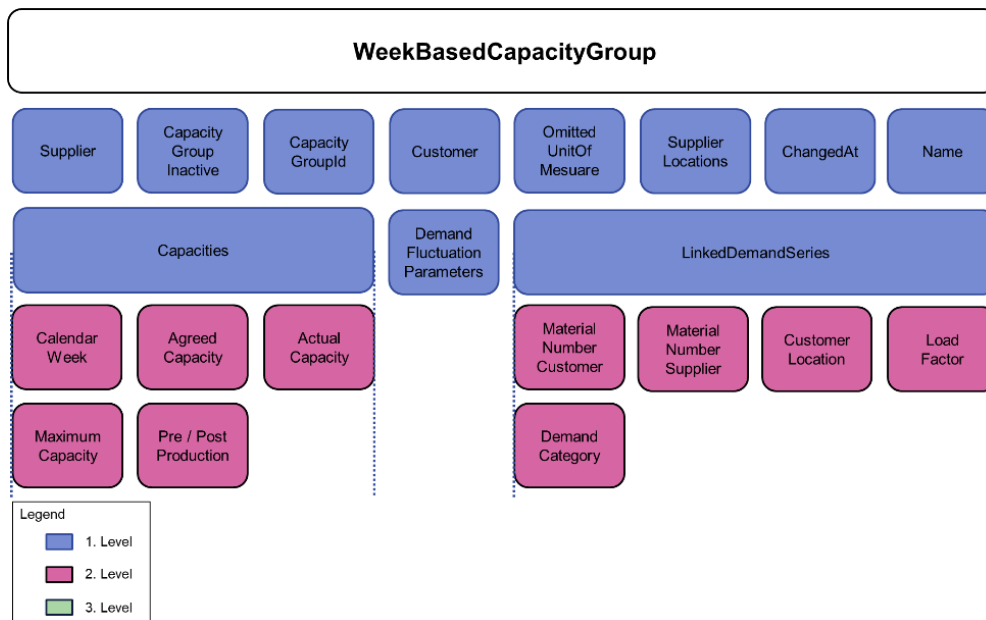 WeekBasedCapacityGroup
Supplier
Capacity
Group
Inactive
Capacity
GroupId
Customer
Omitted
UnitOf
Mesuare
Supplier
Locations
ChangedAt
Name
Capacities
Demand
Fluctuation
Parameters
LinkedDemandSeries
Calendar
Week
Agreed
Capacity
Actual
Capacity
Material
Number
Customer
Material
Number
Supplier
Customer
Location
Load
Factor
Maximum
Capacity
Pre / Post
Production
Demand
Category
Legend
1. Level
2. Level
3. Level